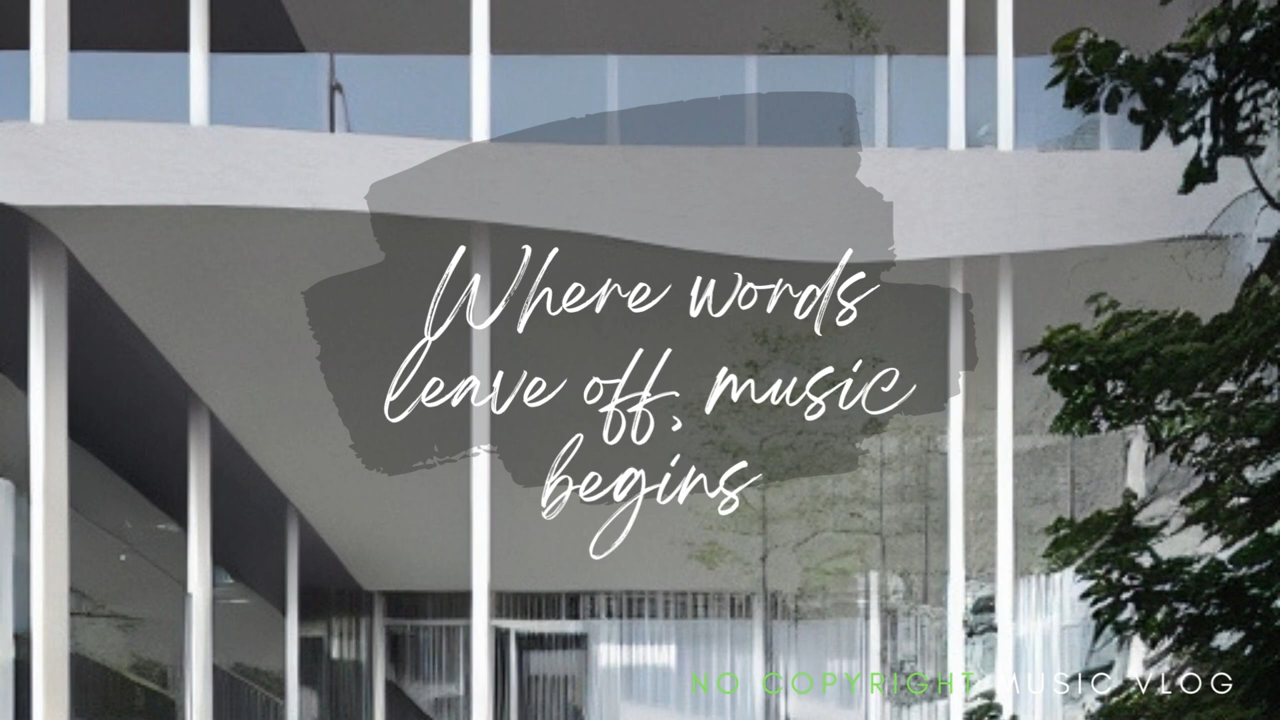 Where words
leave off, music
begins
NO COPYRIGHT MUSIC VLOG